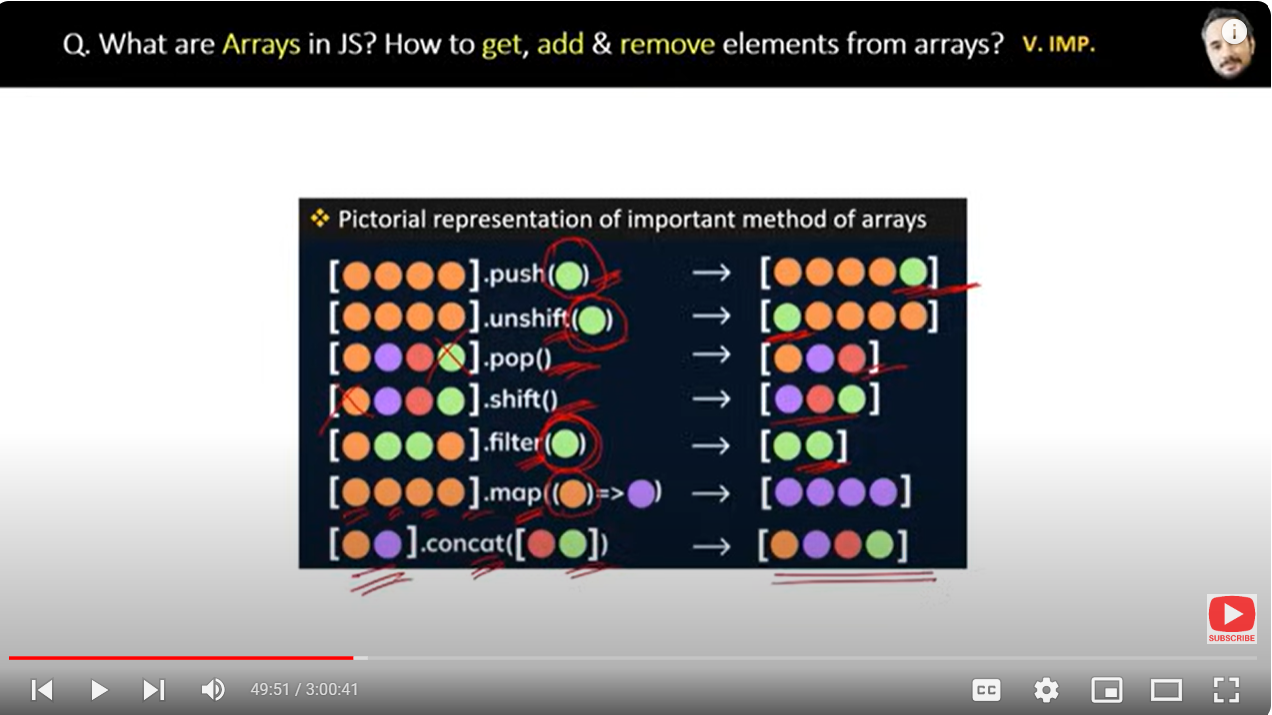 Q. What are Arrays in JS? How to get, add & remove elements from arrays? V. IMP.
i
❖ Pictorial representation of important method of arrays
[ ].push( ) → [ ]
[ ].unshift( ) → [ ]
[ ].pop() → [ ]
[ ].shift() → [ ]
[ ].filter( ) → [ ]
[ ].map(( )=> ) → [ ]
[ ].concat([ ]) → [ ]
SUBSCRIBE
49:51 / 3:00:41
CC